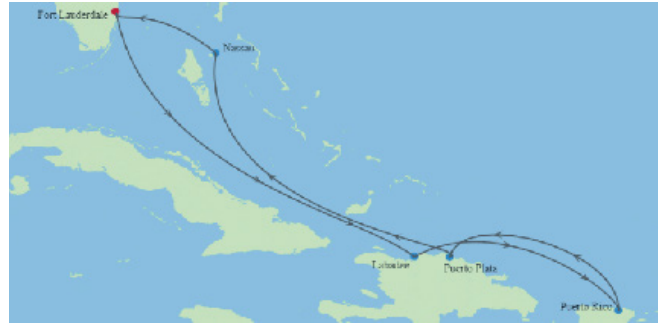 Fort Lauderdale
Nassau
Labadee
Puerto Plata
Puerto Rico